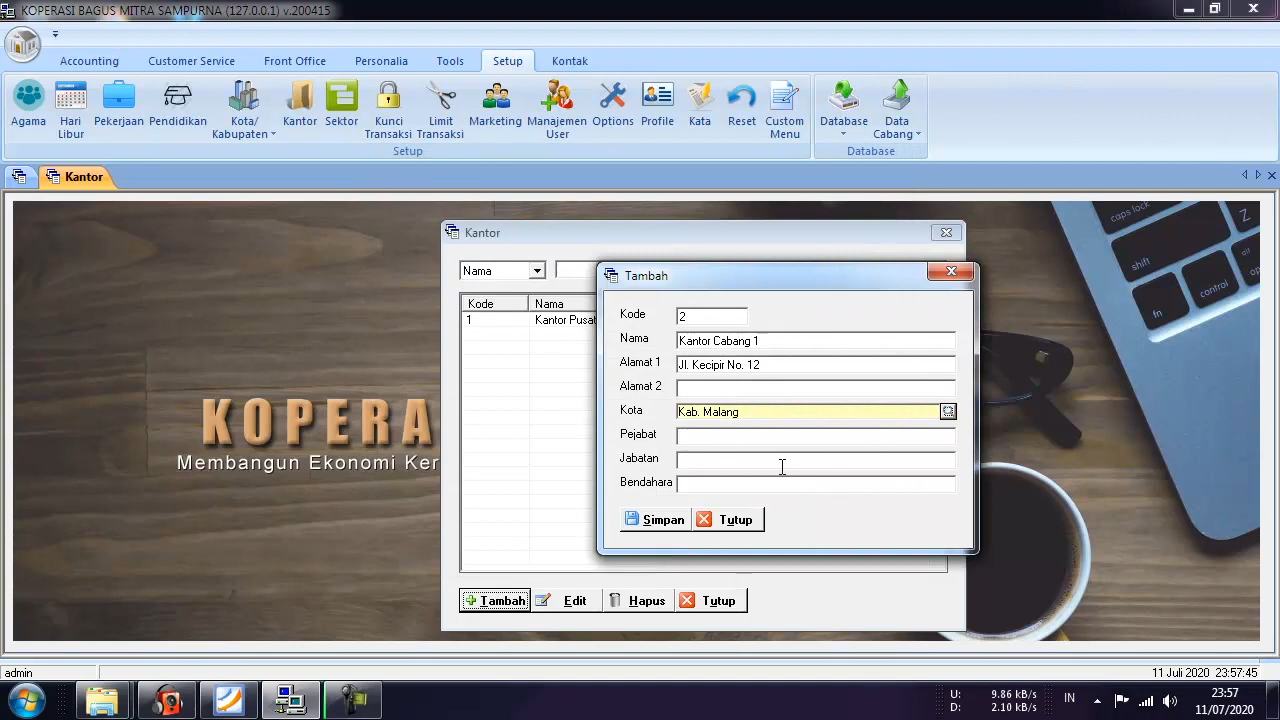 KOPERASI BAGUS MITRA SAMPURNA (127.0.0.1) v.200415
Accounting
Customer Service
Front Office
Personalia
Tools
Setup
Kontak
Agama
Hari Libur
Pekerjaan
Pendidikan
Kota/ Kabupaten
Kantor
Sektor
Kunci Transaksi
Limit Transaksi
Marketing
Manajemen User
Options
Profile
Kata
Reset
Custom Menu
Database
Data Cabang
Setup
Database
Kantor
caps lock
Z
shift
control
fn
KOPERA
Membangun Ekonomi Ker
Kantor
Nama
Kode
Nama
1
Kantor Pusat
Tambah
Kode
2
Nama
Kantor Cabang 1
Alamat 1
Jl. Kecipir No. 12
Alamat 2
Kota
Kab. Malang
Pejabat
Jabatan
Bendahara
Simpan
Tutup
Tambah
Edit
Hapus
Tutup
admin
11 Juli 2020 23:57:45
U: 9.86 kB/s
D: 2.10 kB/s
IN
23:57
11/07/2020